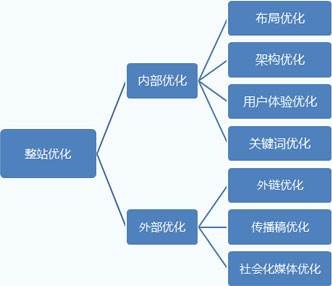 整站优化
内部优化
布局优化
架构优化
用户体验优化
关键词优化
外部优化
外链优化
传播稿优化
社会化媒体优化